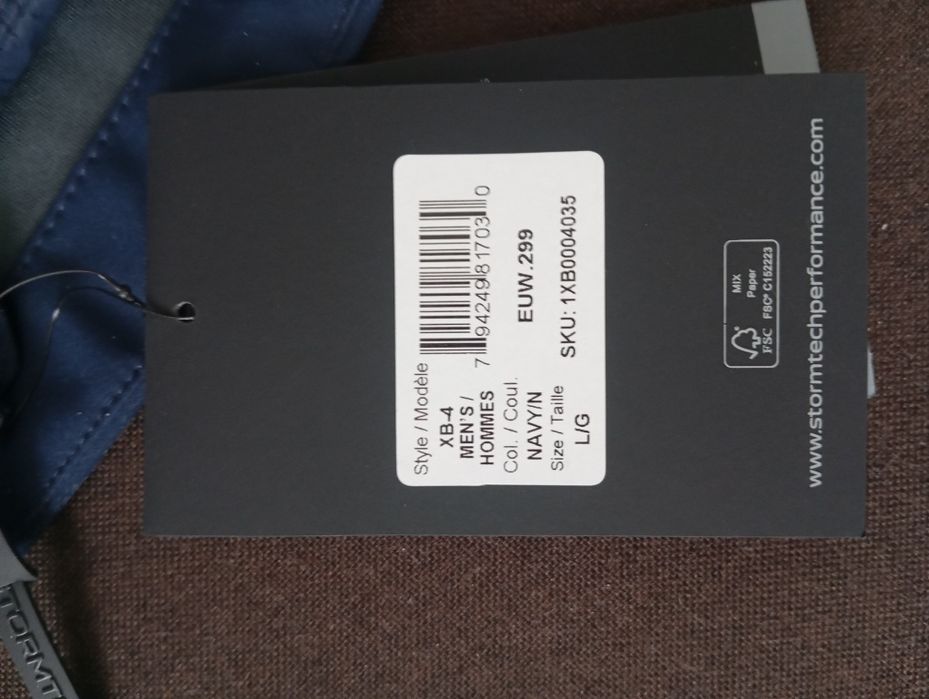 Style / Modèle
XB-4
MEN'S /
HOMMES
Col. / Coul.
NAVY/N
Size / Taille
L/G
7 94249 81703 0
EUW.299
SKU: 1XB0004035
MIX
Paper
FSC
FSC® C152223
www.stormtechperformance.com
TORMT